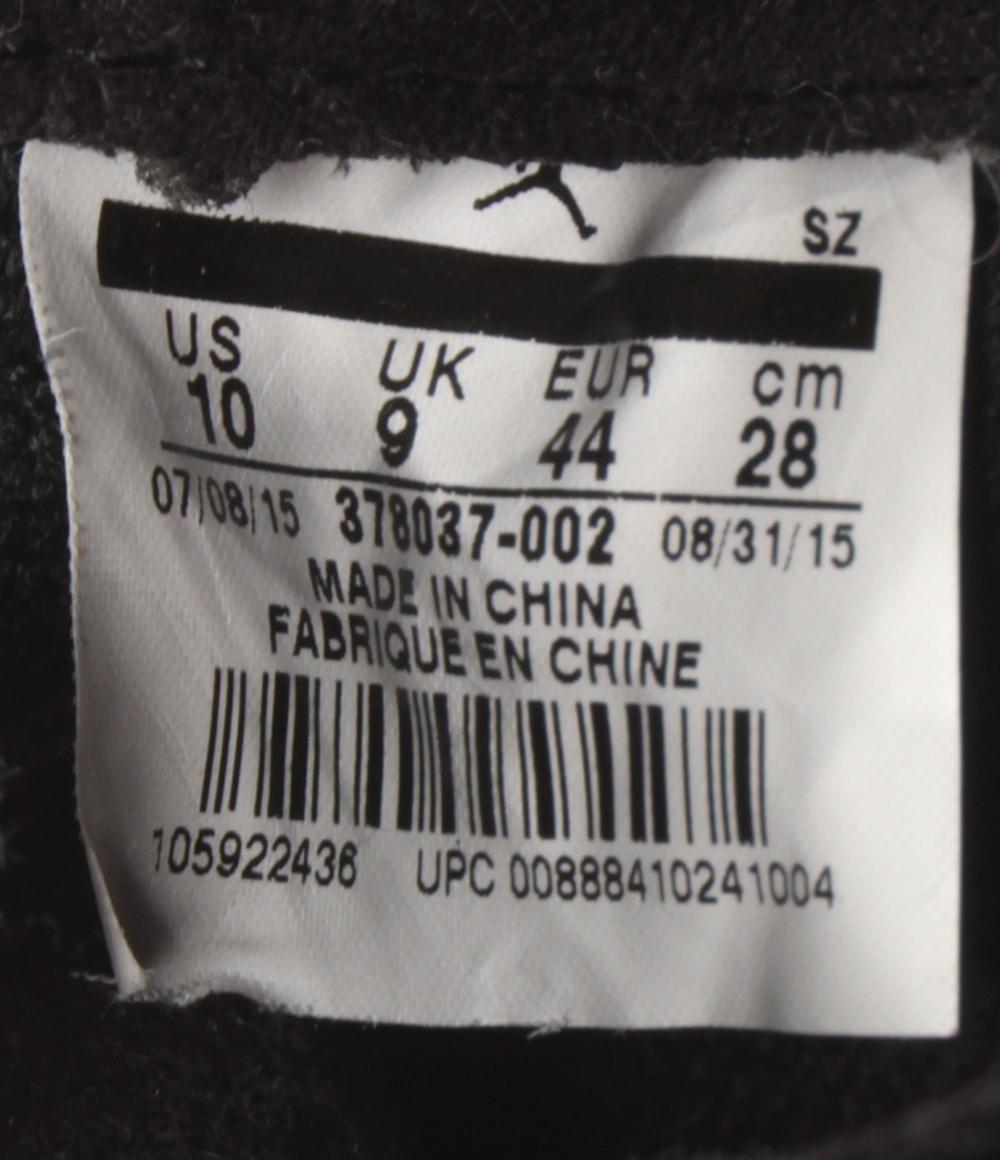 SZ
US UK EUR cm
10 9 44 28
07/08/15 378037-002 08/31/15
MADE IN CHINA
FABRIQUE EN CHINE
105922436 UPC 00888410241004